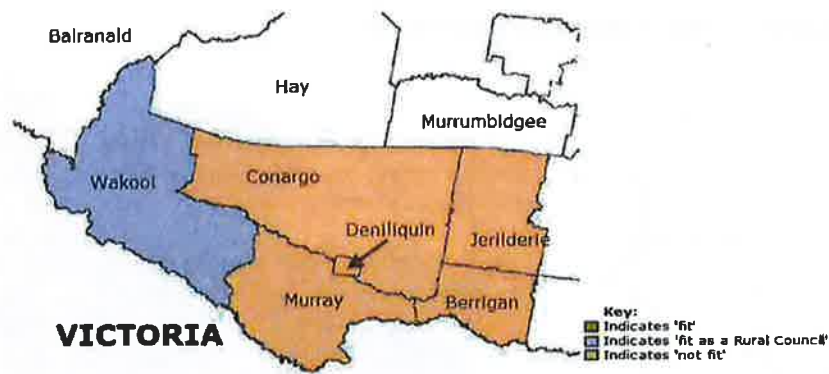 Balranald
Hay
Murrumbidgee
Wakool
Conargo
Deniliquin
Jerilderie
Murray
Berrigan
VICTORIA
Key:
Indicates 'fit'
Indicates 'fit as a Rural Council'
Indicates 'not fit'